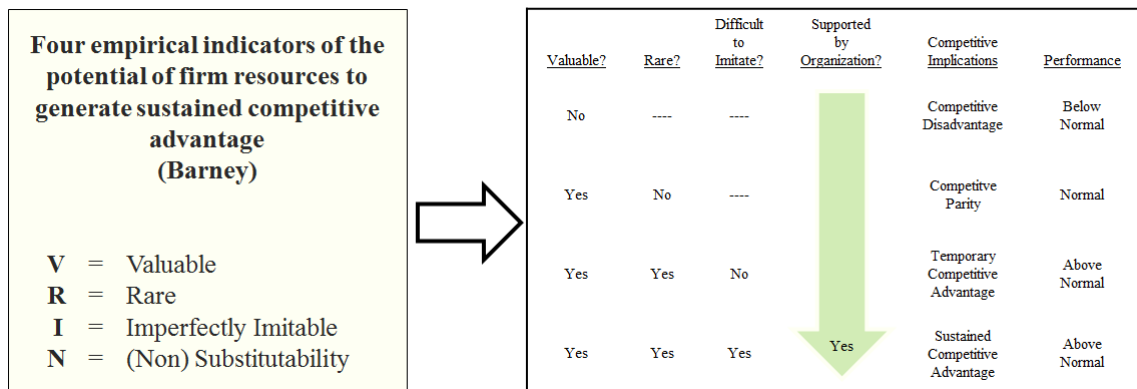 Four empirical indicators of the
potential of firm resources to
generate sustained competitive
advantage
(Barney)
V = Valuable
R = Rare
I = Imperfectly Imitable
N = (Non) Substitutability
Valuable? Rare? Difficult to Imitate? Supported by Organization? Competitive Implications Performance
No ---- ---- Competitive Disadvantage Below Normal
Yes No ---- Competitve Parity Normal
Yes Yes No Temporary Competitive Advantage Above Normal
Yes Yes Yes Yes Sustained Competitive Advantage Above Normal